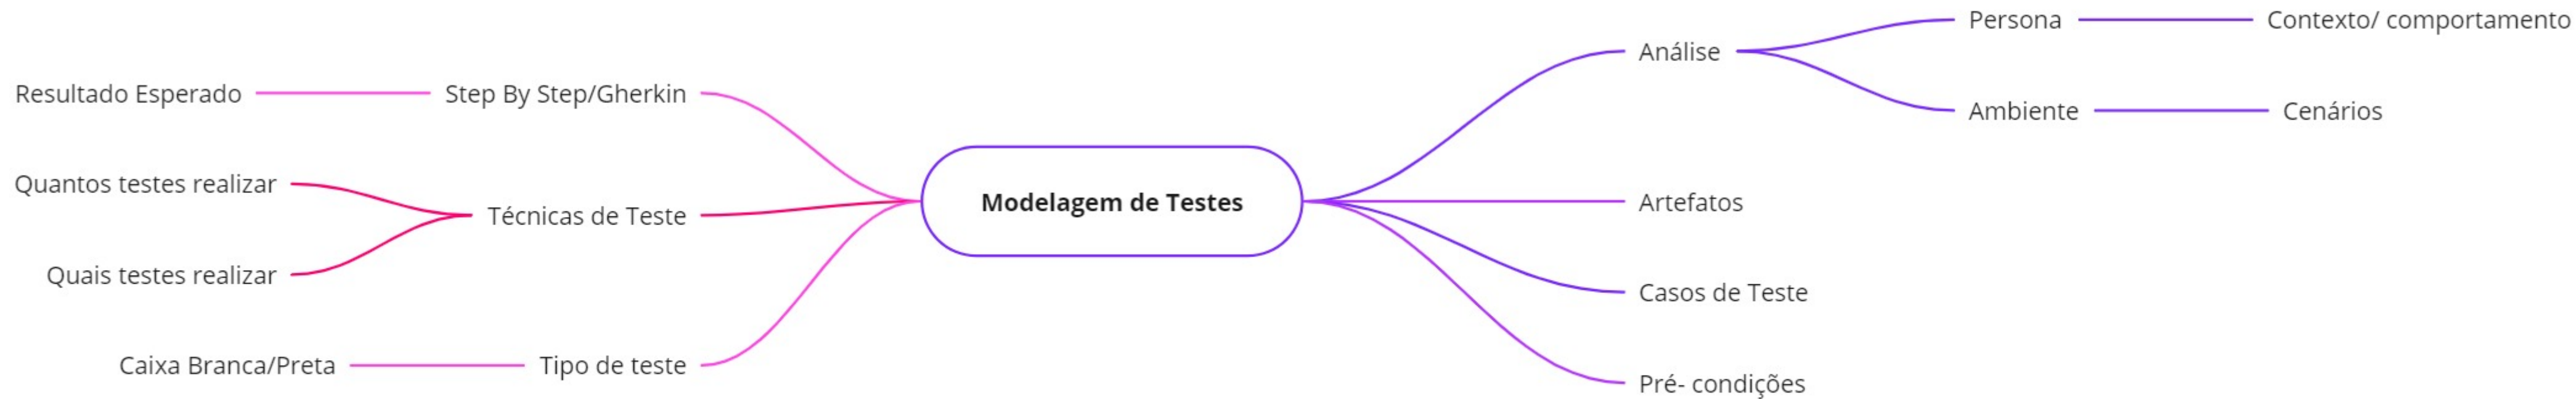 Persona
Contexto/ comportamento
Análise
Resultado Esperado
Step By Step/Gherkin
Ambiente
Cenários
Quantos testes realizar
Modelagem de Testes
Artefatos
Técnicas de Teste
Quais testes realizar
Casos de Teste
Caixa Branca/Preta
Tipo de teste
Pré- condições